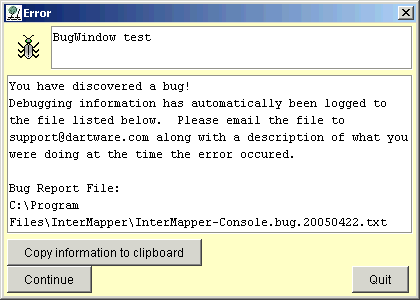 Error
BugWindow test
You have discovered a bug!
Debugging information has automatically been logged to
the file listed below.  Please email the file to
support@dartware.com along with a description of what you
were doing at the time the error occured.

Bug Report File:
C:\Program
Files\InterMapper\InterMapper-Console.bug.20050422.txt
Copy information to clipboard
Continue
Quit